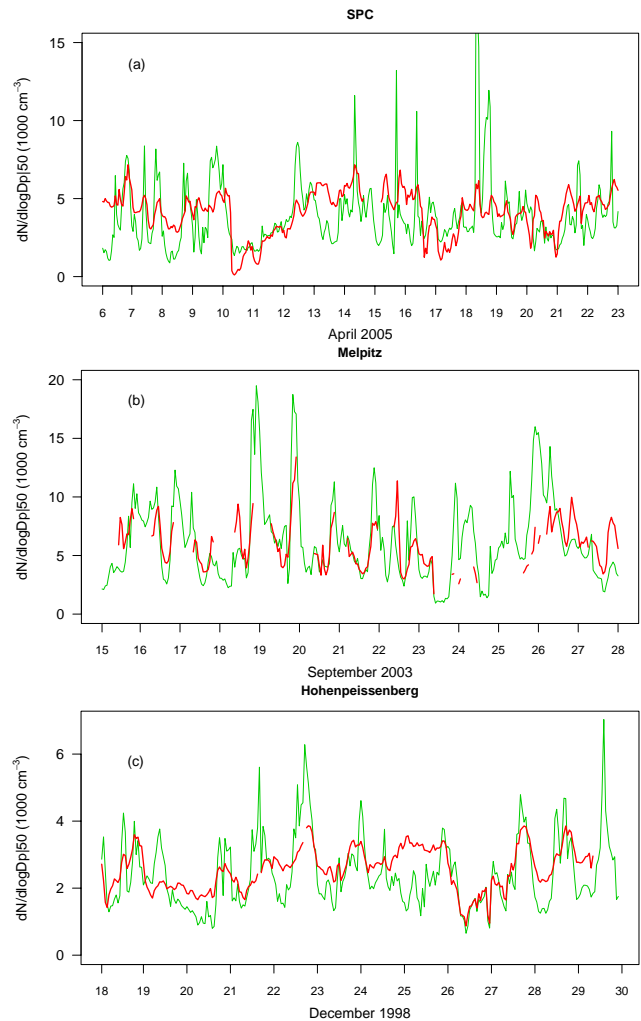 SPC
(a)
dN/dlogDp|50 (1000 cm⁻³)
15
10
5
0
6 7 8 9 10 11 12 13 14 15 16 17 18 19 20 21 22 23
April 2005
Melpitz
(b)
dN/dlogDp|50 (1000 cm⁻³)
20
15
10
5
0
15 16 17 18 19 20 21 22 23 24 25 26 27 28
September 2003
Hohenpeissenberg
(c)
dN/dlogDp|50 (1000 cm⁻³)
6
4
2
0
18 19 20 21 22 23 24 25 26 27 28 29 30
December 1998